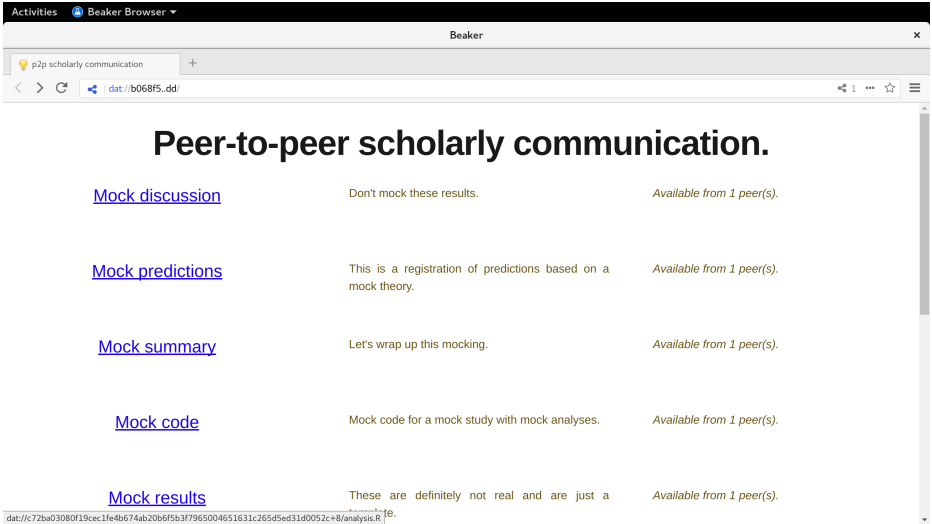 Activities Beaker Browser
Beaker
p2p scholarly communication
dat://b068f5..dd/ 1
Peer-to-peer scholarly communication.
Mock discussion Don't mock these results. Available from 1 peer(s).
Mock predictions This is a registration of predictions based on a Available from 1 peer(s).
mock theory.
Mock summary Let's wrap up this mocking. Available from 1 peer(s).
Mock code Mock code for a mock study with mock analyses. Available from 1 peer(s).
Mock results These are definitely not real and are just a Available from 1 peer(s).
dat://c72ba03080f19cec1fe4b674ab20b6f5b3f7965004651631c265d5ed31d0052c+8/analysis.R